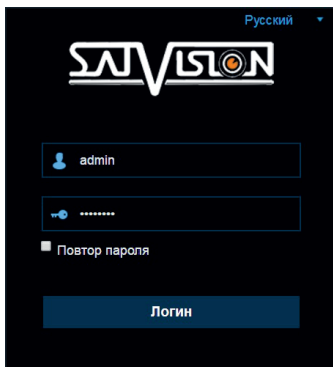 Русский
SATVISION
admin
••••••••
Повтор пароля
Логин